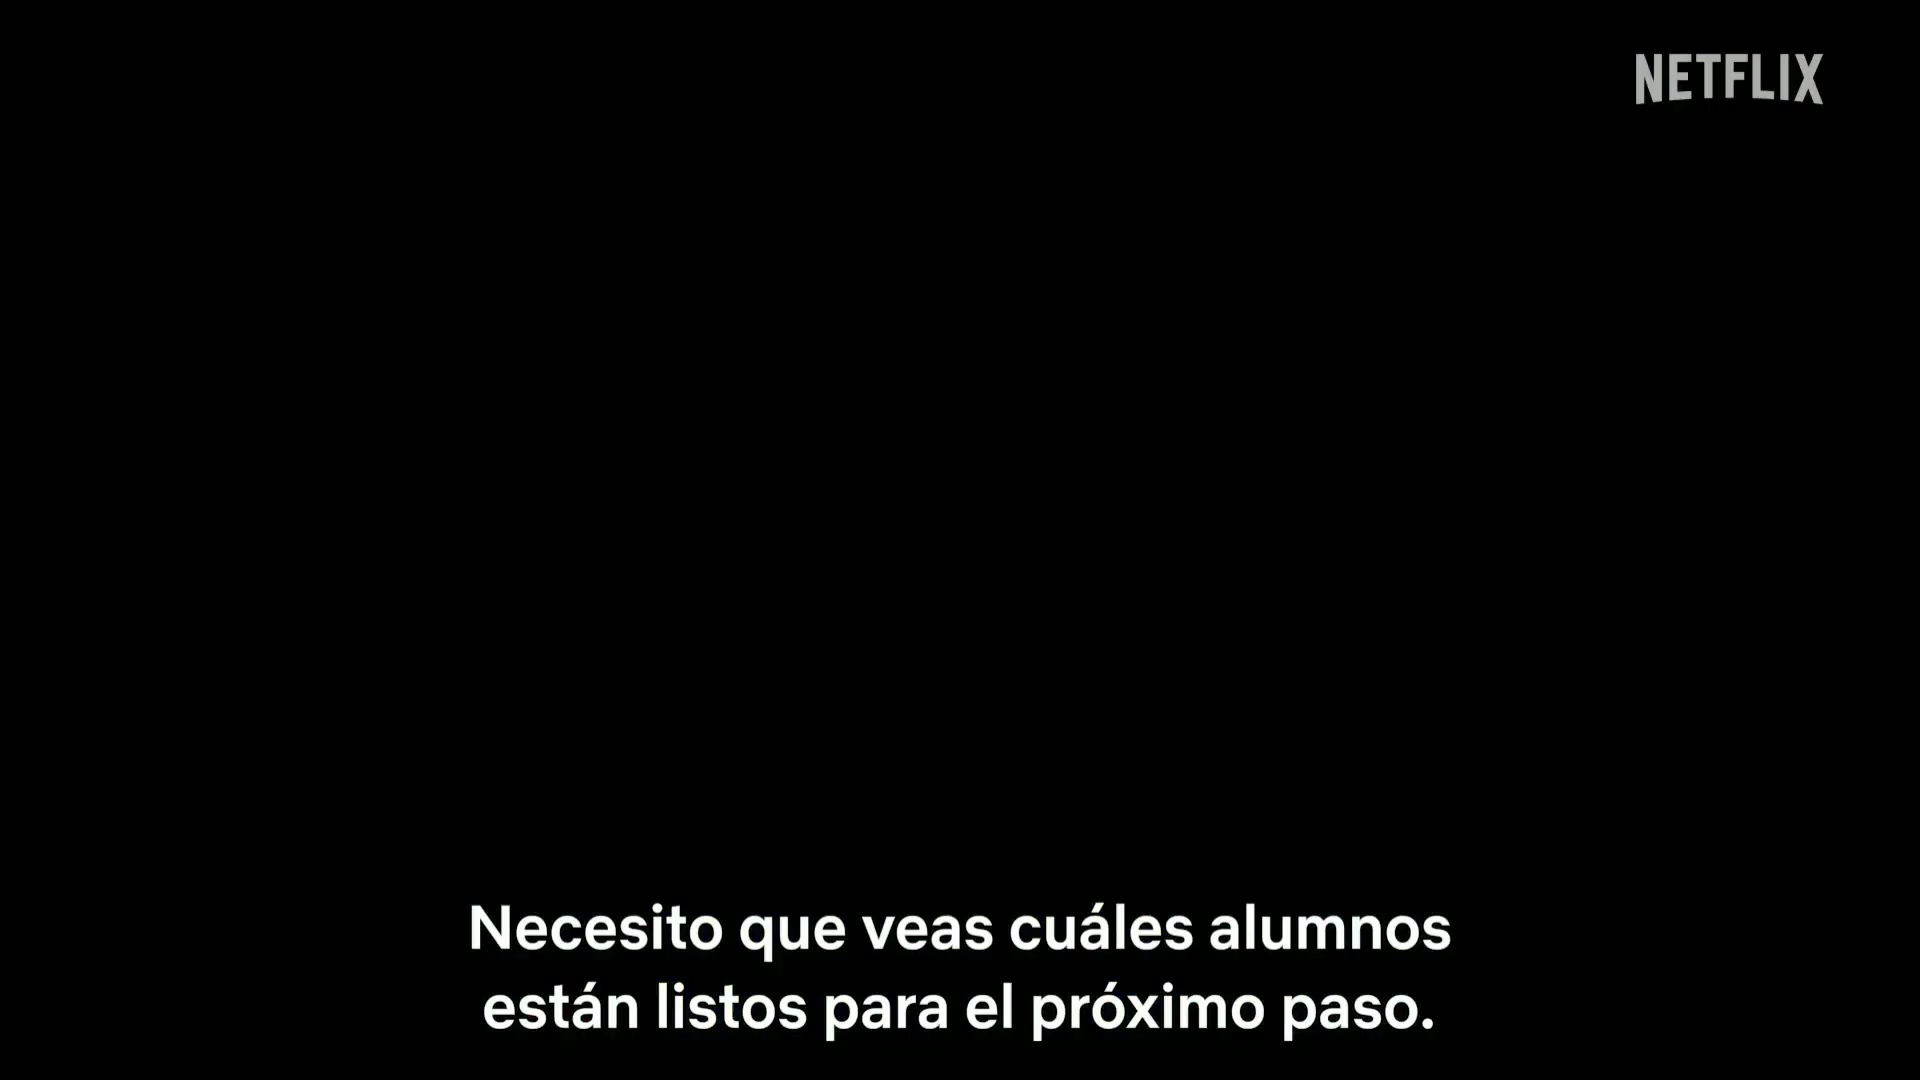 NETFLIX
Necesito que veas cuáles alumnos
están listos para el próximo paso.